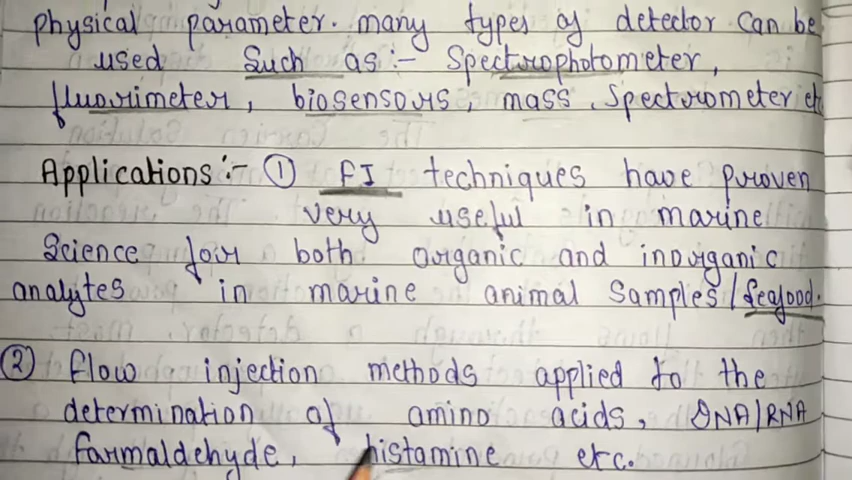 physical parameter. many types of detector can be
used such as:- Spectrophotometer,
fluorimeter, biosensors, mass spectrometer etc
Applications:- ① FI techniques have proven
very useful in marine
Science for both organic and inorganic
analytes in marine animal samples/seafood.
② flow injection methods applied to the
determination of amino acids, DNA/RNA
farmaldehyde, histamine etc.